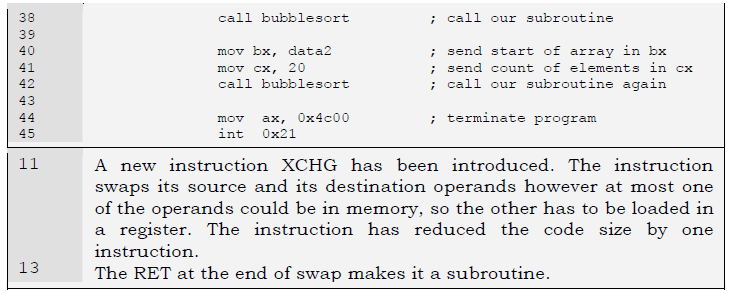 38 call bubblesort ; call our subroutine
39
40 mov bx, data2 ; send start of array in bx
41 mov cx, 20 ; send count of elements in cx
42 call bubblesort ; call our subroutine again
43
44 mov ax, 0x4c00 ; terminate program
45 int 0x21
11 A new instruction XCHG has been introduced. The instruction
swaps its source and its destination operands however at most one
of the operands could be in memory, so the other has to be loaded in
a register. The instruction has reduced the code size by one
instruction.
13 The RET at the end of swap makes it a subroutine.